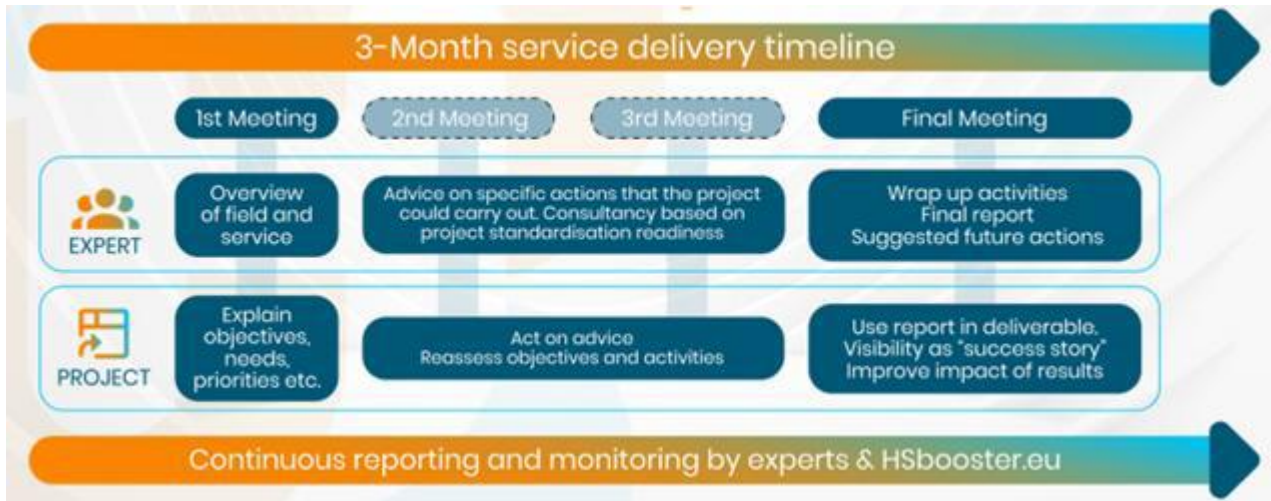 3-Month service delivery timeline
1st Meeting
2nd Meeting
3rd Meeting
Final Meeting
EXPERT
Overview
of field and
service
Advice on specific actions that the project
could carry out. Consultancy based on
project standardisation readiness
Wrap up activities
Final report
Suggested future actions
PROJECT
Explain
objectives,
needs,
priorities etc.
Act on advice
Reassess objectives and activities
Use report in deliverable.
Visibility as "success story"
Improve impact of results
Continuous reporting and monitoring by experts & HSbooster.eu